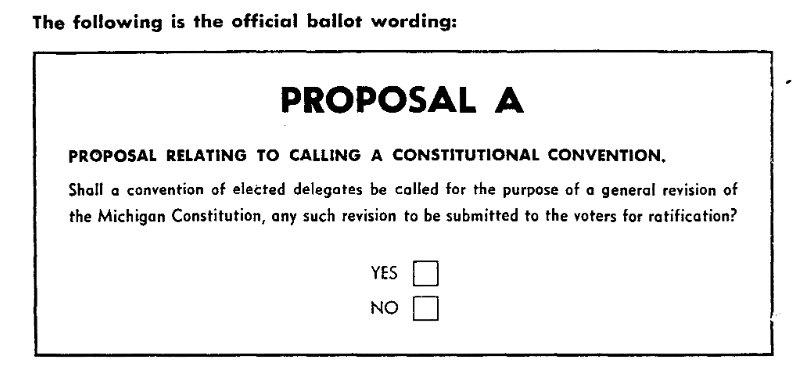 The following is the official ballot wording:
PROPOSAL A
PROPOSAL RELATING TO CALLING A CONSTITUTIONAL CONVENTION.
Shall a convention of elected delegates be called for the purpose of a general revision of
the Michigan Constitution, any such revision to be submitted to the voters for ratification?
YES
NO